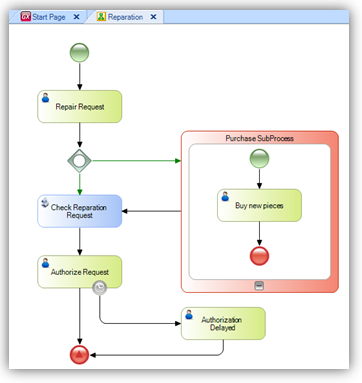 Start Page
Reparation
Repair Request
Purchase SubProcess
Buy new pieces
Check Reparation
Request
Authorize Request
Authorization
Delayed